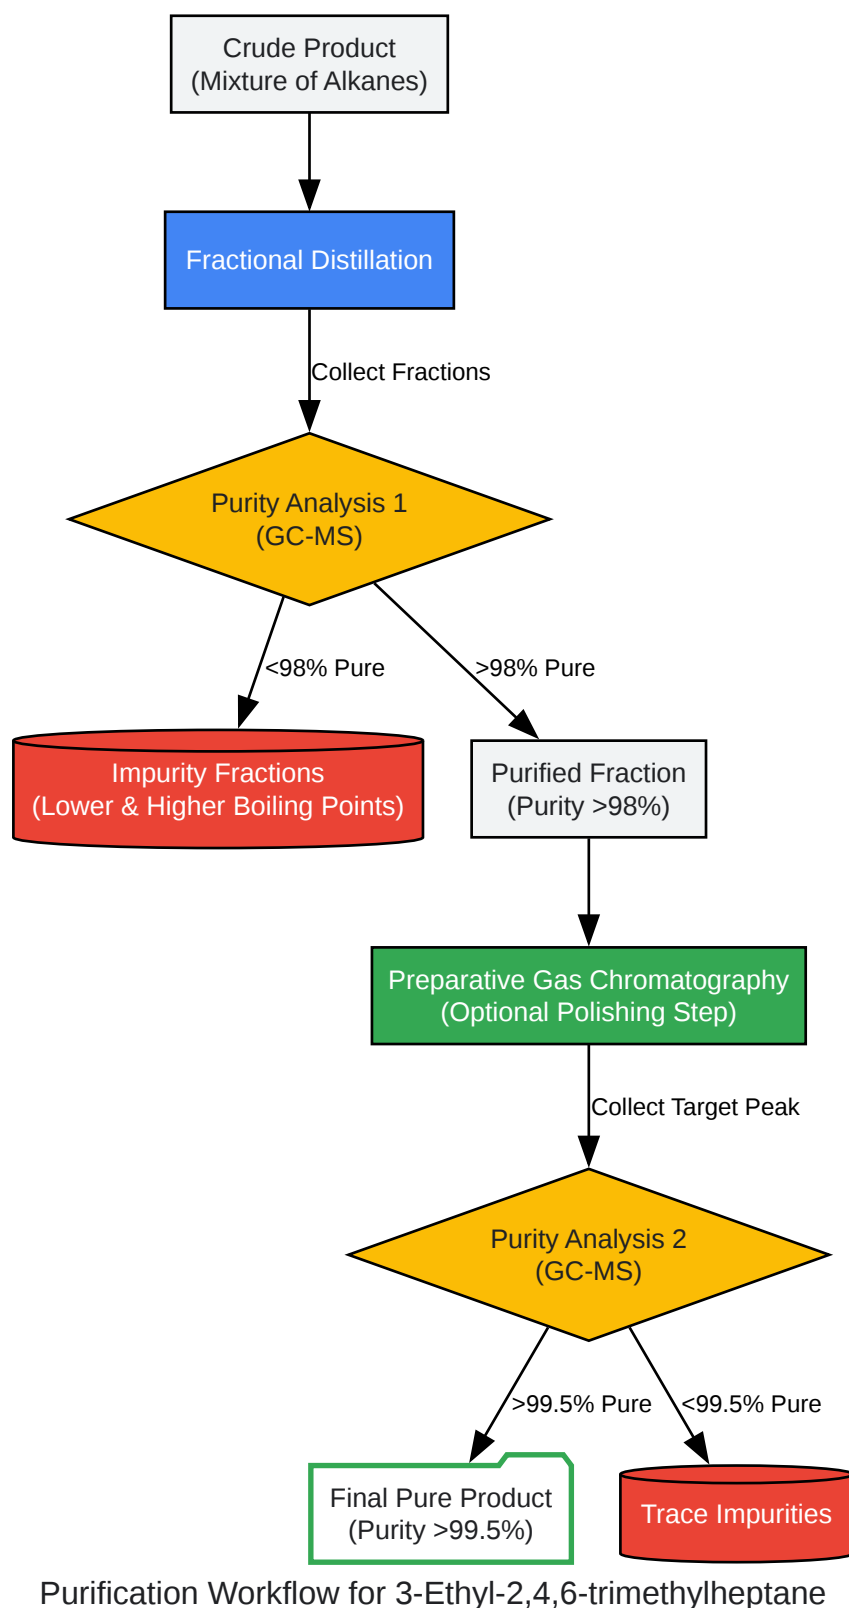 Crude Product
(Mixture of Alkanes)
Fractional Distillation
Collect Fractions
Purity Analysis 1
(GC-MS)
<98% Pure
>98% Pure
Impurity Fractions
(Lower & Higher Boiling Points)
Purified Fraction
(Purity >98%)
Preparative Gas Chromatography
(Optional Polishing Step)
Collect Target Peak
Purity Analysis 2
(GC-MS)
>99.5% Pure
<99.5% Pure
Final Pure Product
(Purity >99.5%)
Trace Impurities
Purification Workflow for 3-Ethyl-2,4,6-trimethylheptane